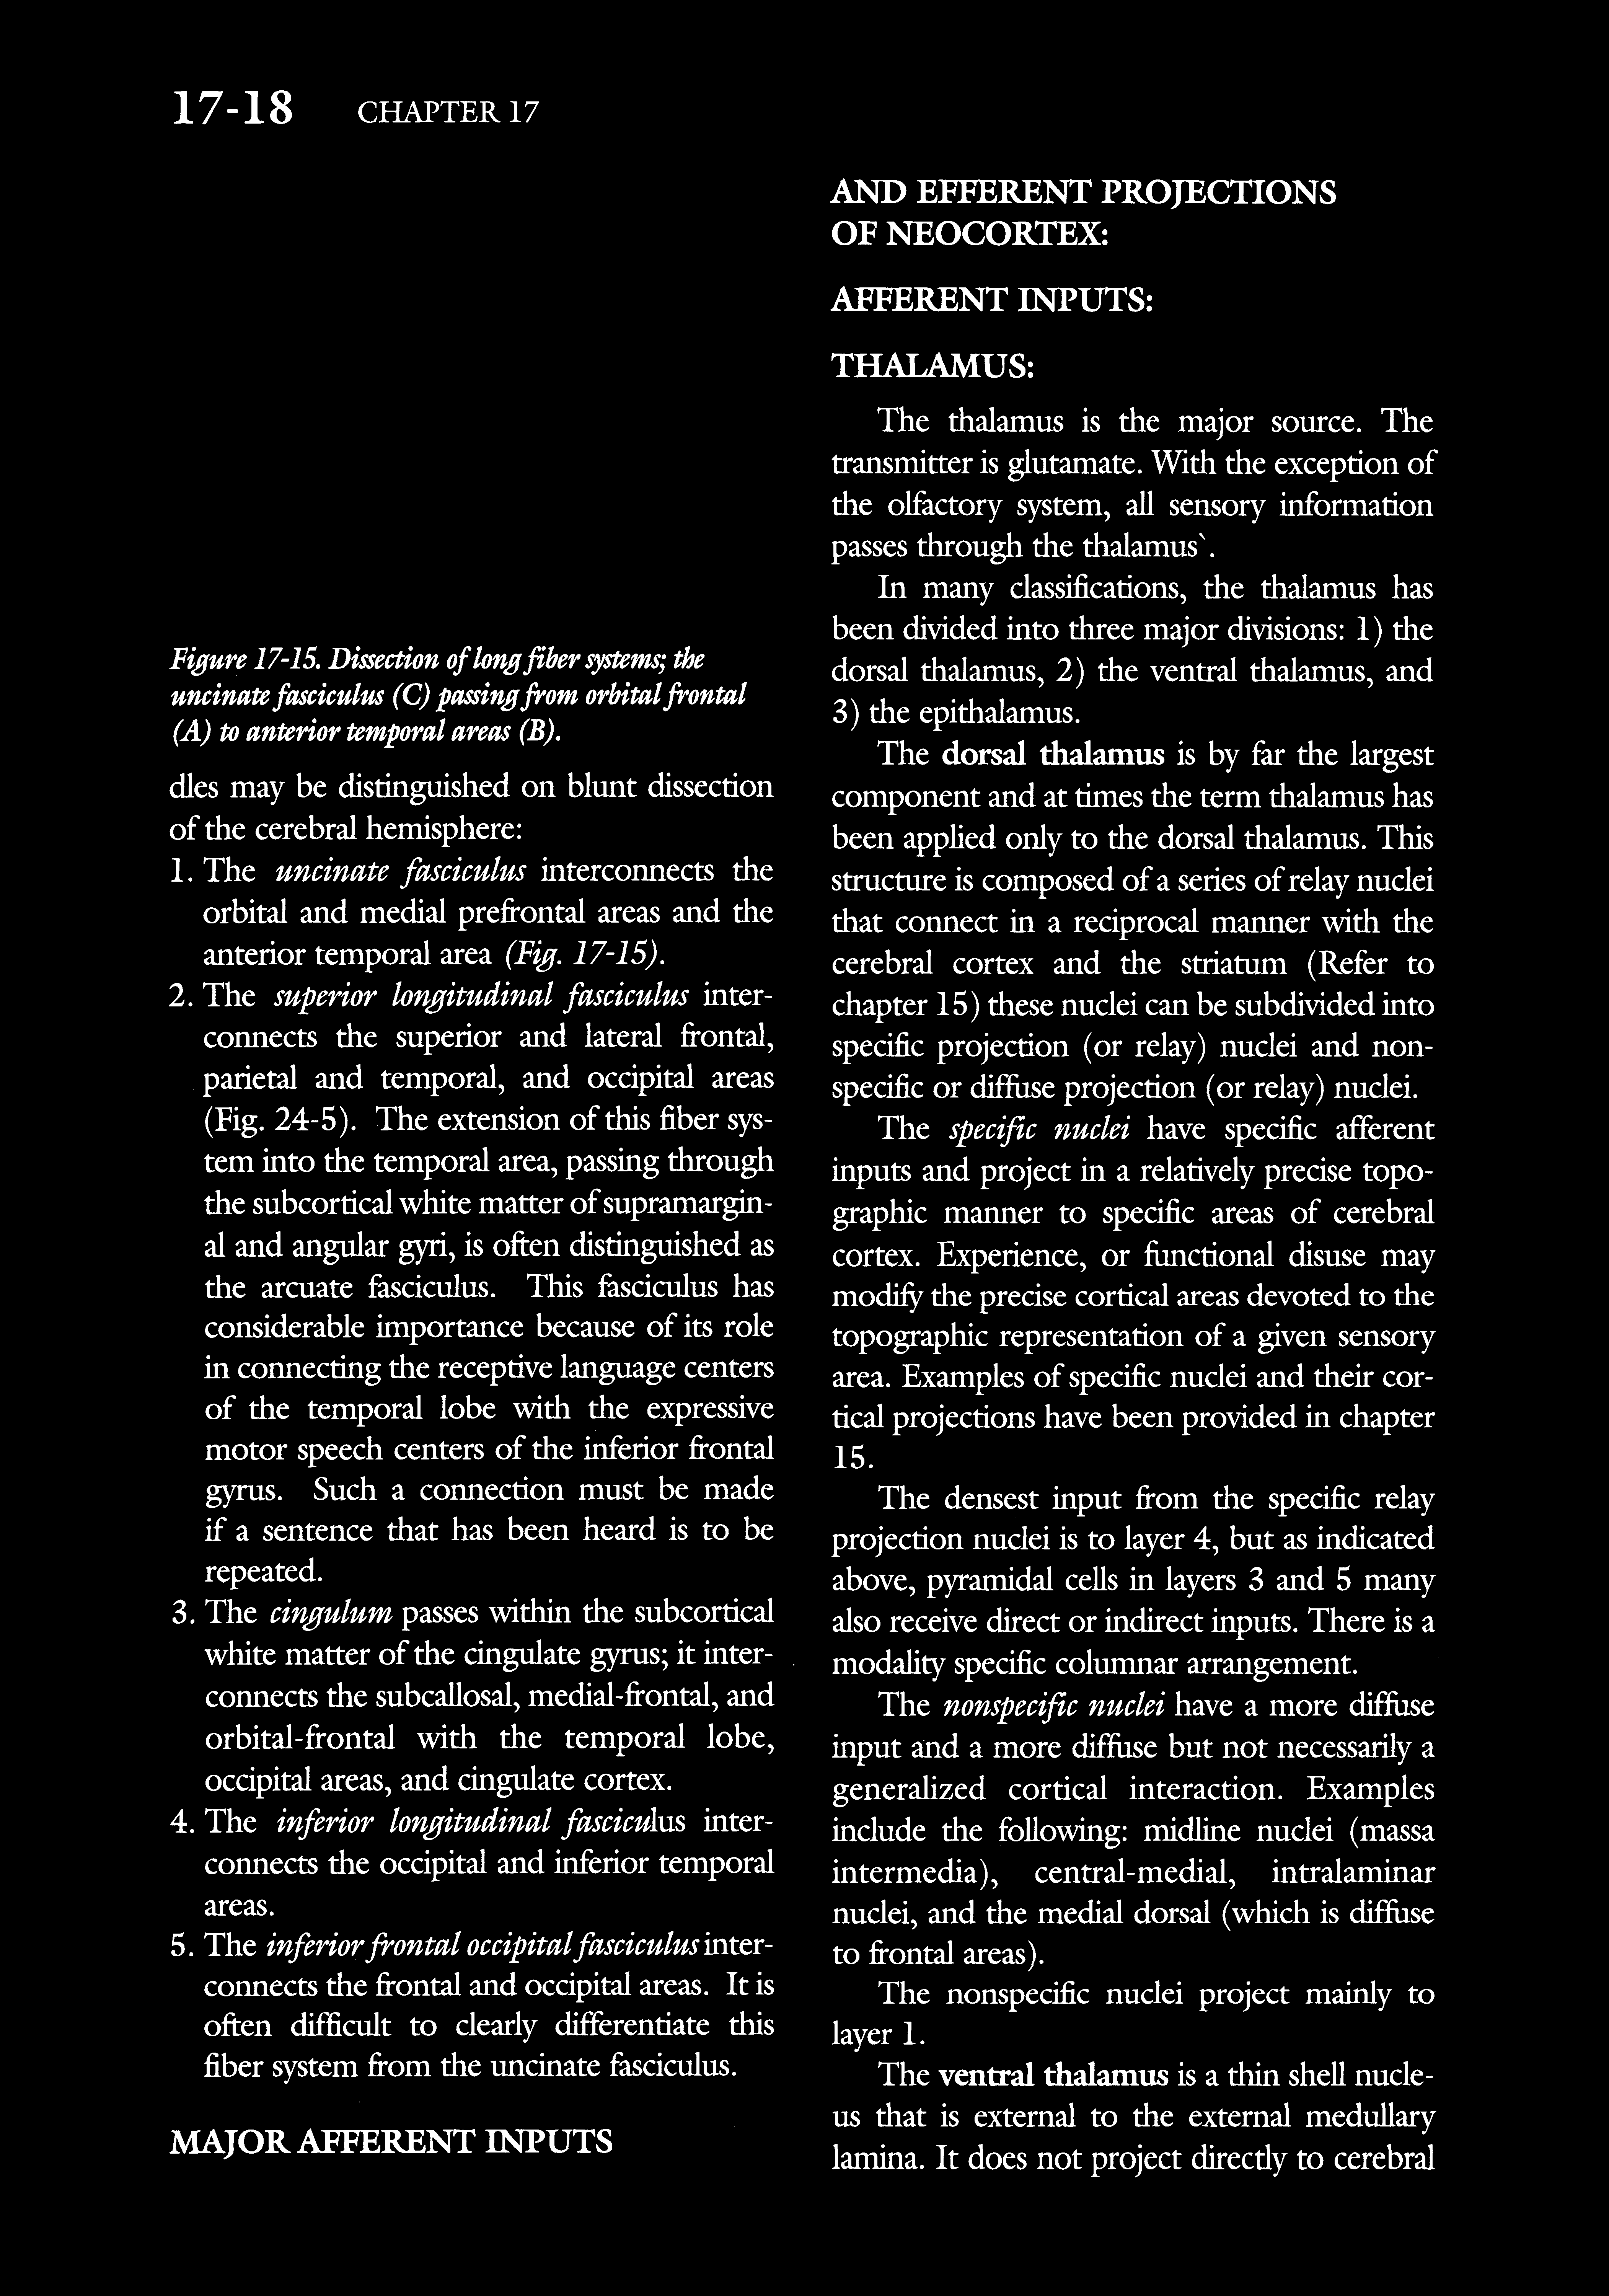 17-18 CHAPTER 17
Figure 17-15. Dissection of long fiber systems; the
uncinate fasciculus (C) passing from orbital frontal
(A) to anterior temporal areas (B).
dles may be distinguished on blunt dissection
of the cerebral hemisphere:
1. The uncinate fasciculus interconnects the
orbital and medial prefrontal areas and the
anterior temporal area (Fig. 17-15).
2. The superior longitudinal fasciculus inter-
connects the superior and lateral frontal,
parietal and temporal, and occipital areas
(Fig. 24-5). The extension of this fiber sys-
tem into the temporal area, passing through
the subcortical white matter of supramargin-
al and angular gyri, is often distinguished as
the arcuate fasciculus. This fasciculus has
considerable importance because of its role
in connecting the receptive language centers
of the temporal lobe with the expressive
motor speech centers of the inferior frontal
gyrus. Such a connection must be made
if a sentence that has been heard is to be
repeated.
3. The cingulum passes within the subcortical
white matter of the cingulate gyrus; it inter-
connects the subcallosal, medial-frontal, and
orbital-frontal with the temporal lobe,
occipital areas, and cingulate cortex.
4. The inferior longitudinal fasciculus inter-
connects the occipital and inferior temporal
areas.
5. The inferior frontal occipital fasciculus inter-
connects the frontal and occipital areas. It is
often difficult to clearly differentiate this
fiber system from the uncinate fasciculus.
MAJOR AFFERENT INPUTS
AND EFFERENT PROJECTIONS
OF NEOCORTEX:
AFFERENT INPUTS:
THALAMUS:
The thalamus is the major source. The
transmitter is glutamate. With the exception of
the olfactory system, all sensory information
passes through the thalamus`.
In many classifications, the thalamus has
been divided into three major divisions: 1) the
dorsal thalamus, 2) the ventral thalamus, and
3) the epithalamus.
The dorsal thalamus is by far the largest
component and at times the term thalamus has
been applied only to the dorsal thalamus. This
structure is composed of a series of relay nuclei
that connect in a reciprocal manner with the
cerebral cortex and the striatum (Refer to
chapter 15) these nuclei can be subdivided into
specific projection (or relay) nuclei and non-
specific or diffuse projection (or relay) nuclei.
The specific nuclei have specific afferent
inputs and project in a relatively precise topo-
graphic manner to specific areas of cerebral
cortex. Experience, or functional disuse may
modify the precise cortical areas devoted to the
topographic representation of a given sensory
area. Examples of specific nuclei and their cor-
tical projections have been provided in chapter
15.
The densest input from the specific relay
projection nuclei is to layer 4, but as indicated
above, pyramidal cells in layers 3 and 5 many
also receive direct or indirect inputs. There is a
modality specific columnar arrangement.
The nonspecific nuclei have a more diffuse
input and a more diffuse but not necessarily a
generalized cortical interaction. Examples
include the following: midline nuclei (massa
intermedia), central-medial, intralaminar
nuclei, and the medial dorsal (which is diffuse
to frontal areas).
The nonspecific nuclei project mainly to
layer 1.
The ventral thalamus is a thin shell nucle-
us that is external to the external medullary
lamina. It does not project directly to cerebral